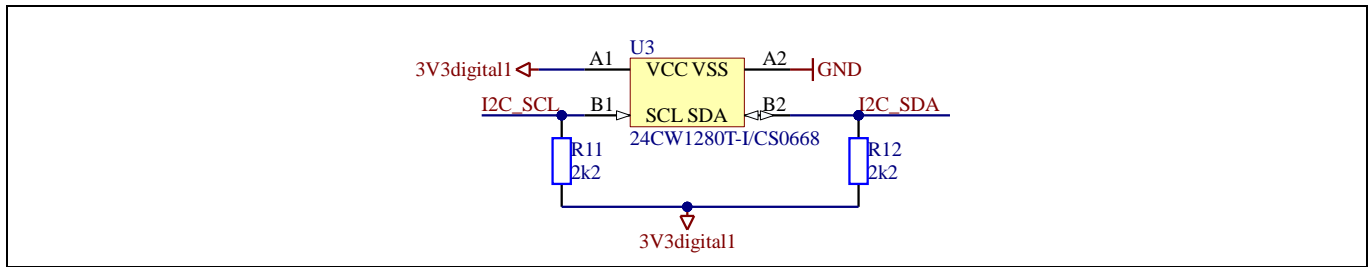 U3
3V3digital1 A1 VCC VSS A2 GND
I2C_SCL B1 SCL SDA B2 I2C_SDA
24CW1280T-I/CS0668
R11 R12
2k2 2k2
3V3digital1